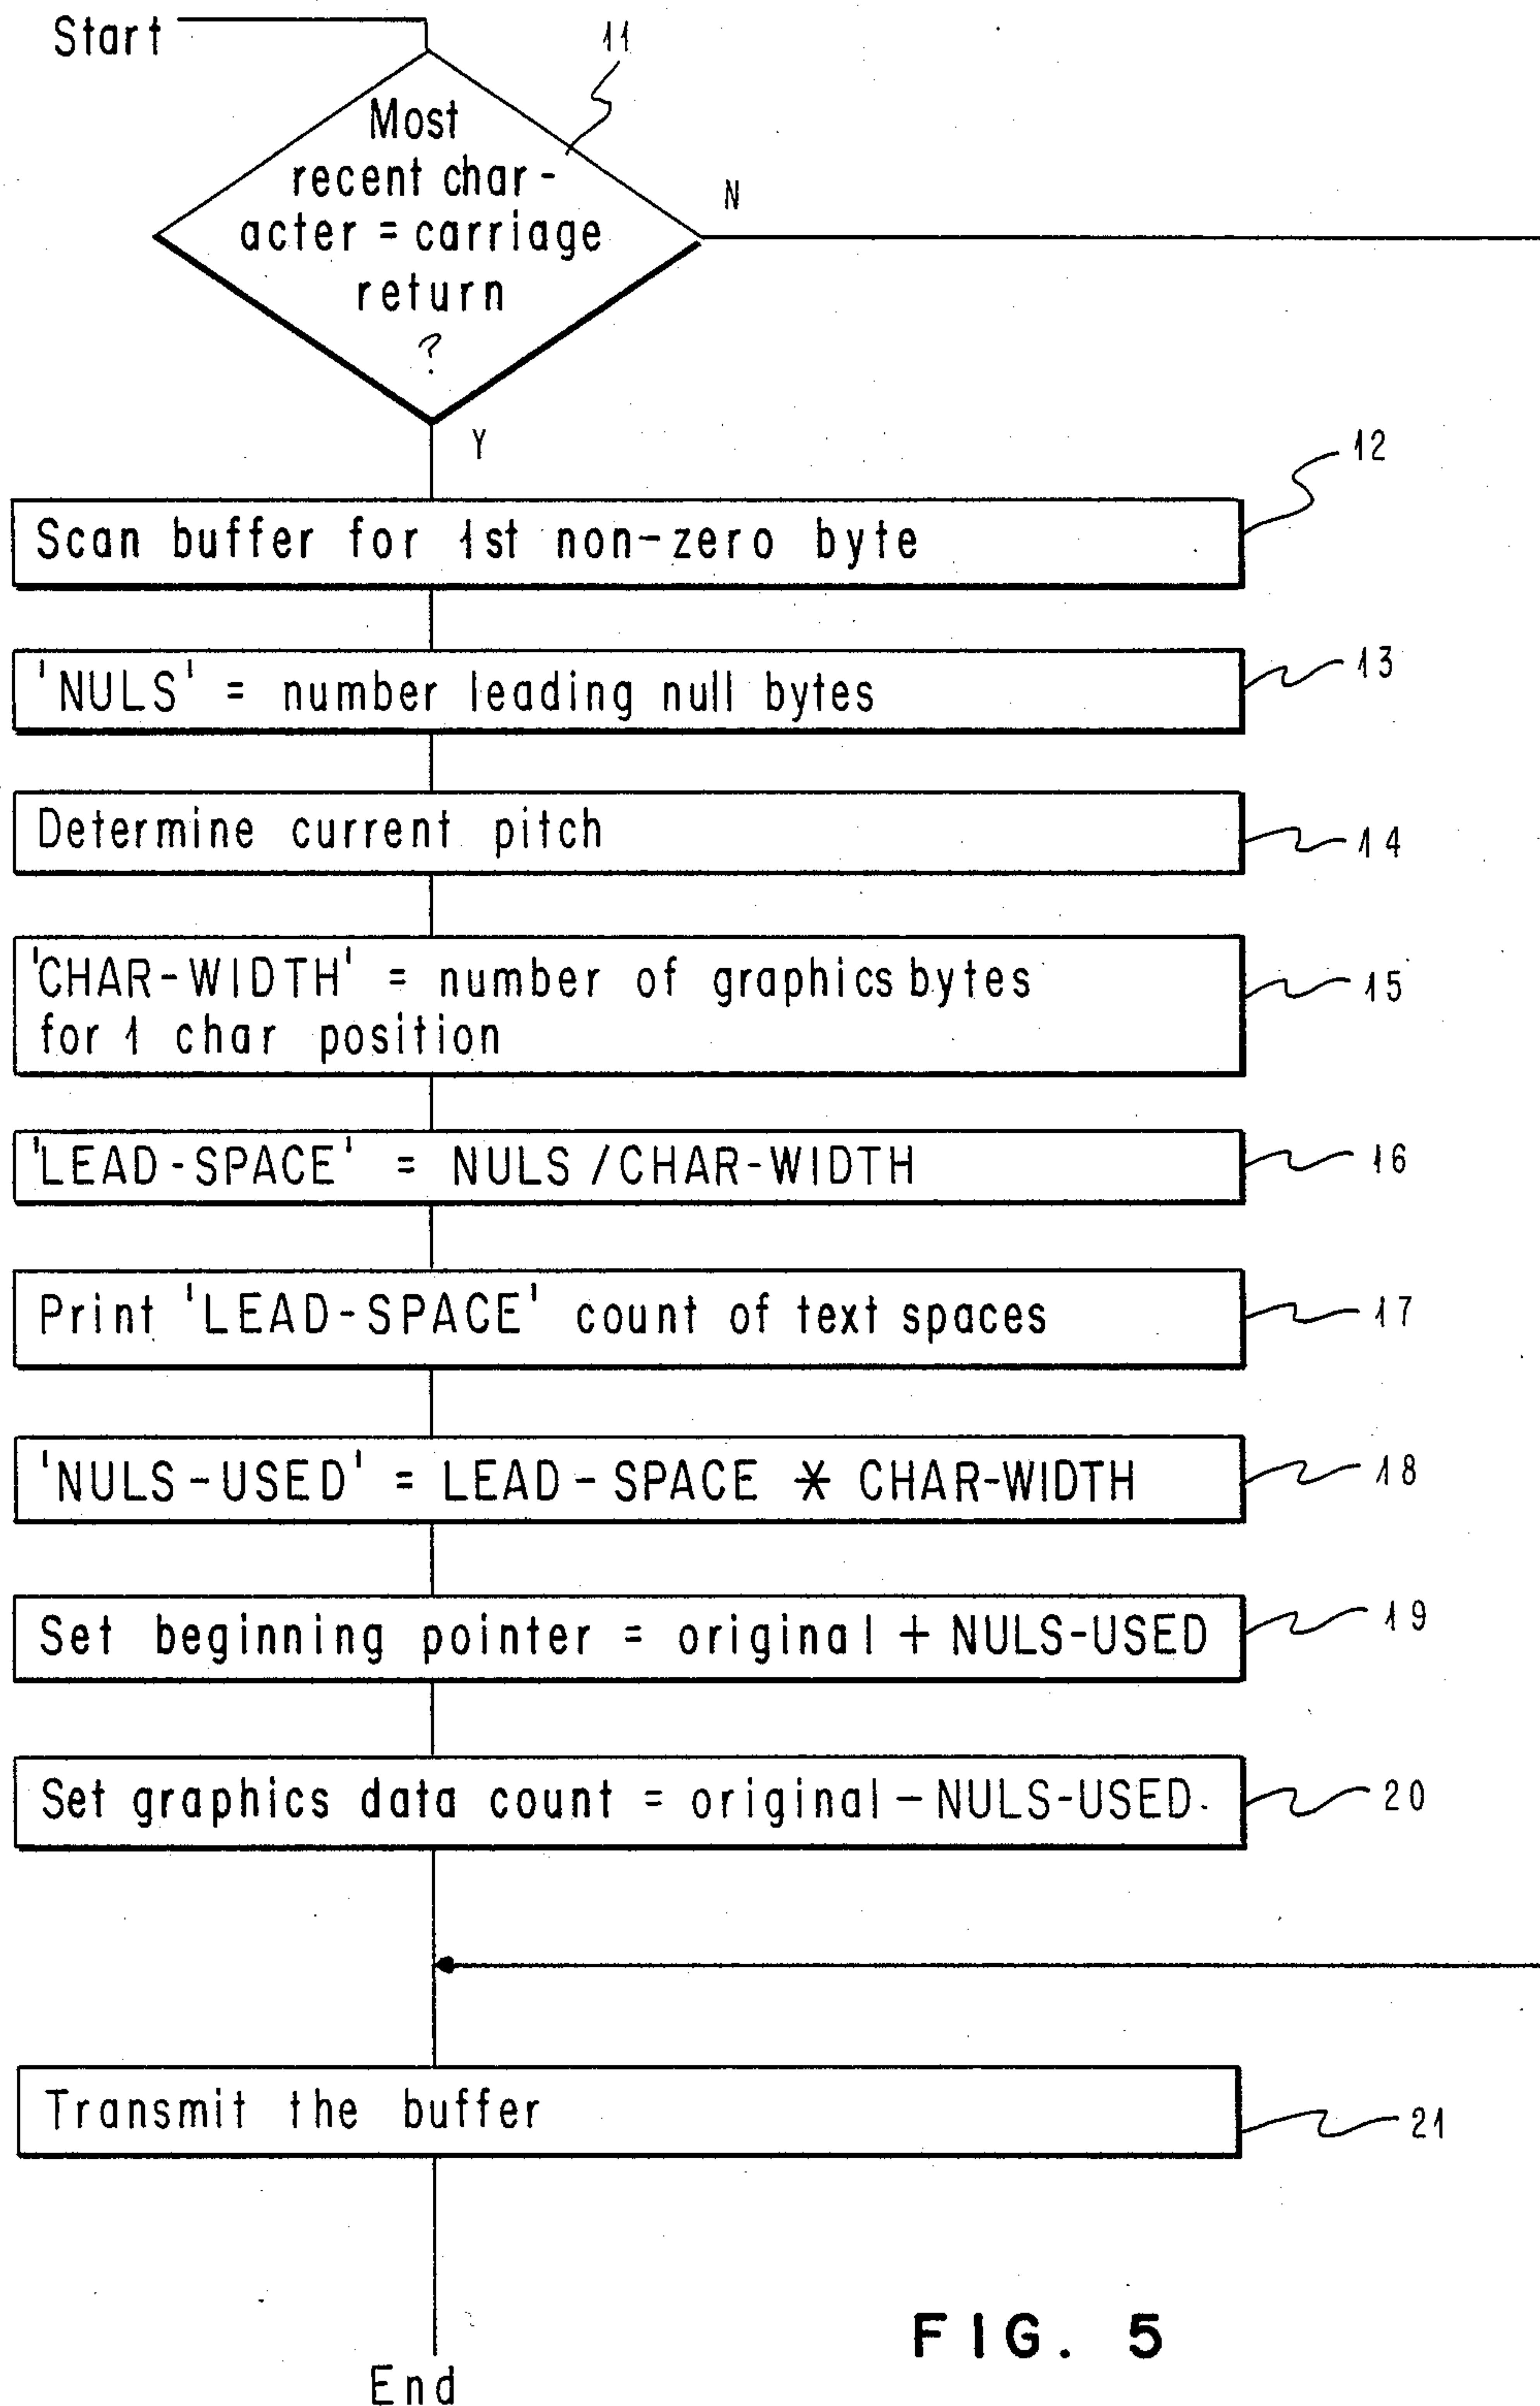 Start
11
Most
recent char-
acter = carriage
return
?
N
Y
12
Scan buffer for 1st non-zero byte
13
'NULS' = number leading null bytes
Determine current pitch
14
'CHAR-WIDTH' = number of graphics bytes
for 1 char position
15
'LEAD-SPACE' = NULS / CHAR-WIDTH
16
Print 'LEAD-SPACE' count of text spaces
17
'NULS-USED' = LEAD-SPACE * CHAR-WIDTH
18
Set beginning pointer = original + NULS-USED
19
Set graphics data count = original - NULS-USED
20
Transmit the buffer
21
End
FIG. 5